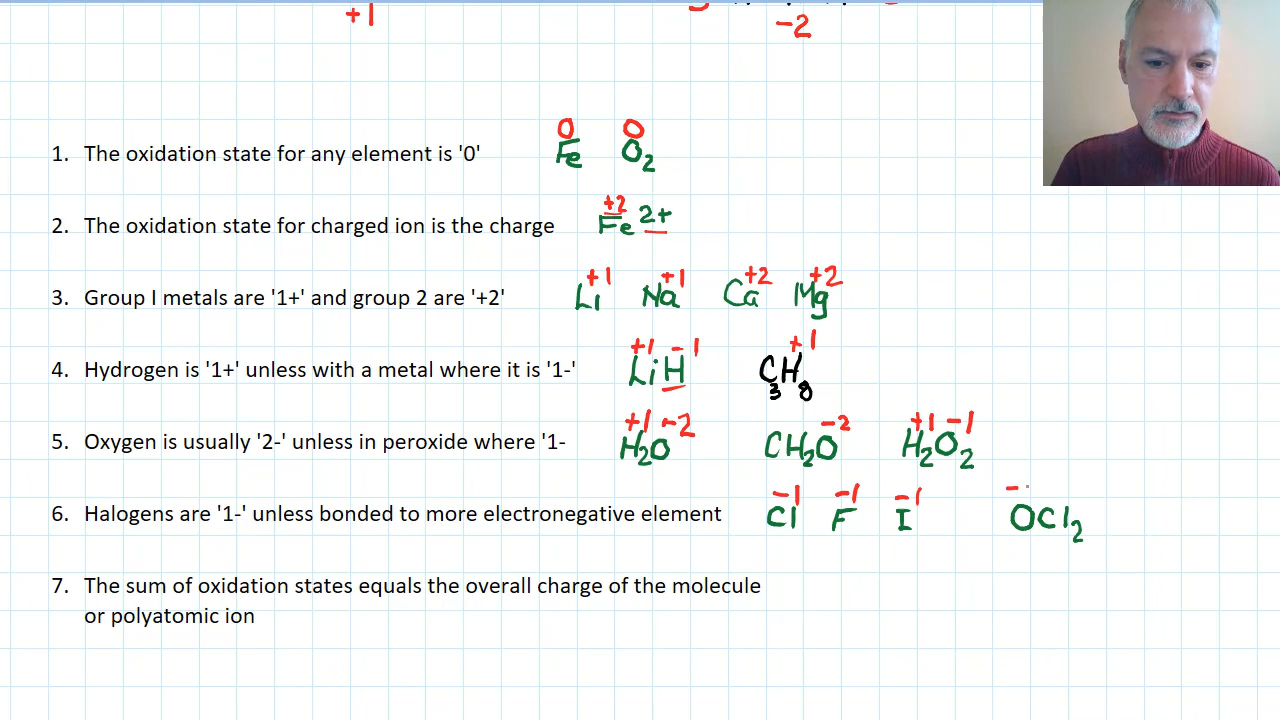 +1
-2
0 0
1. The oxidation state for any element is '0' Fe O2
+2
2. The oxidation state for charged ion is the charge Fe 2+
+1 +1 +2 +2
3. Group I metals are '1+' and group 2 are '+2' Li Na Ca Mg
+1 -1 +1
4. Hydrogen is '1+' unless with a metal where it is '1-' LiH C3H8
+1 -2 -2 +1 -1
5. Oxygen is usually '2-' unless in peroxide where '1- H2O CH2O H2O2
-1 -1 -1 -
6. Halogens are '1-' unless bonded to more electronegative element Cl F I OCl2
7. The sum of oxidation states equals the overall charge of the molecule
or polyatomic ion